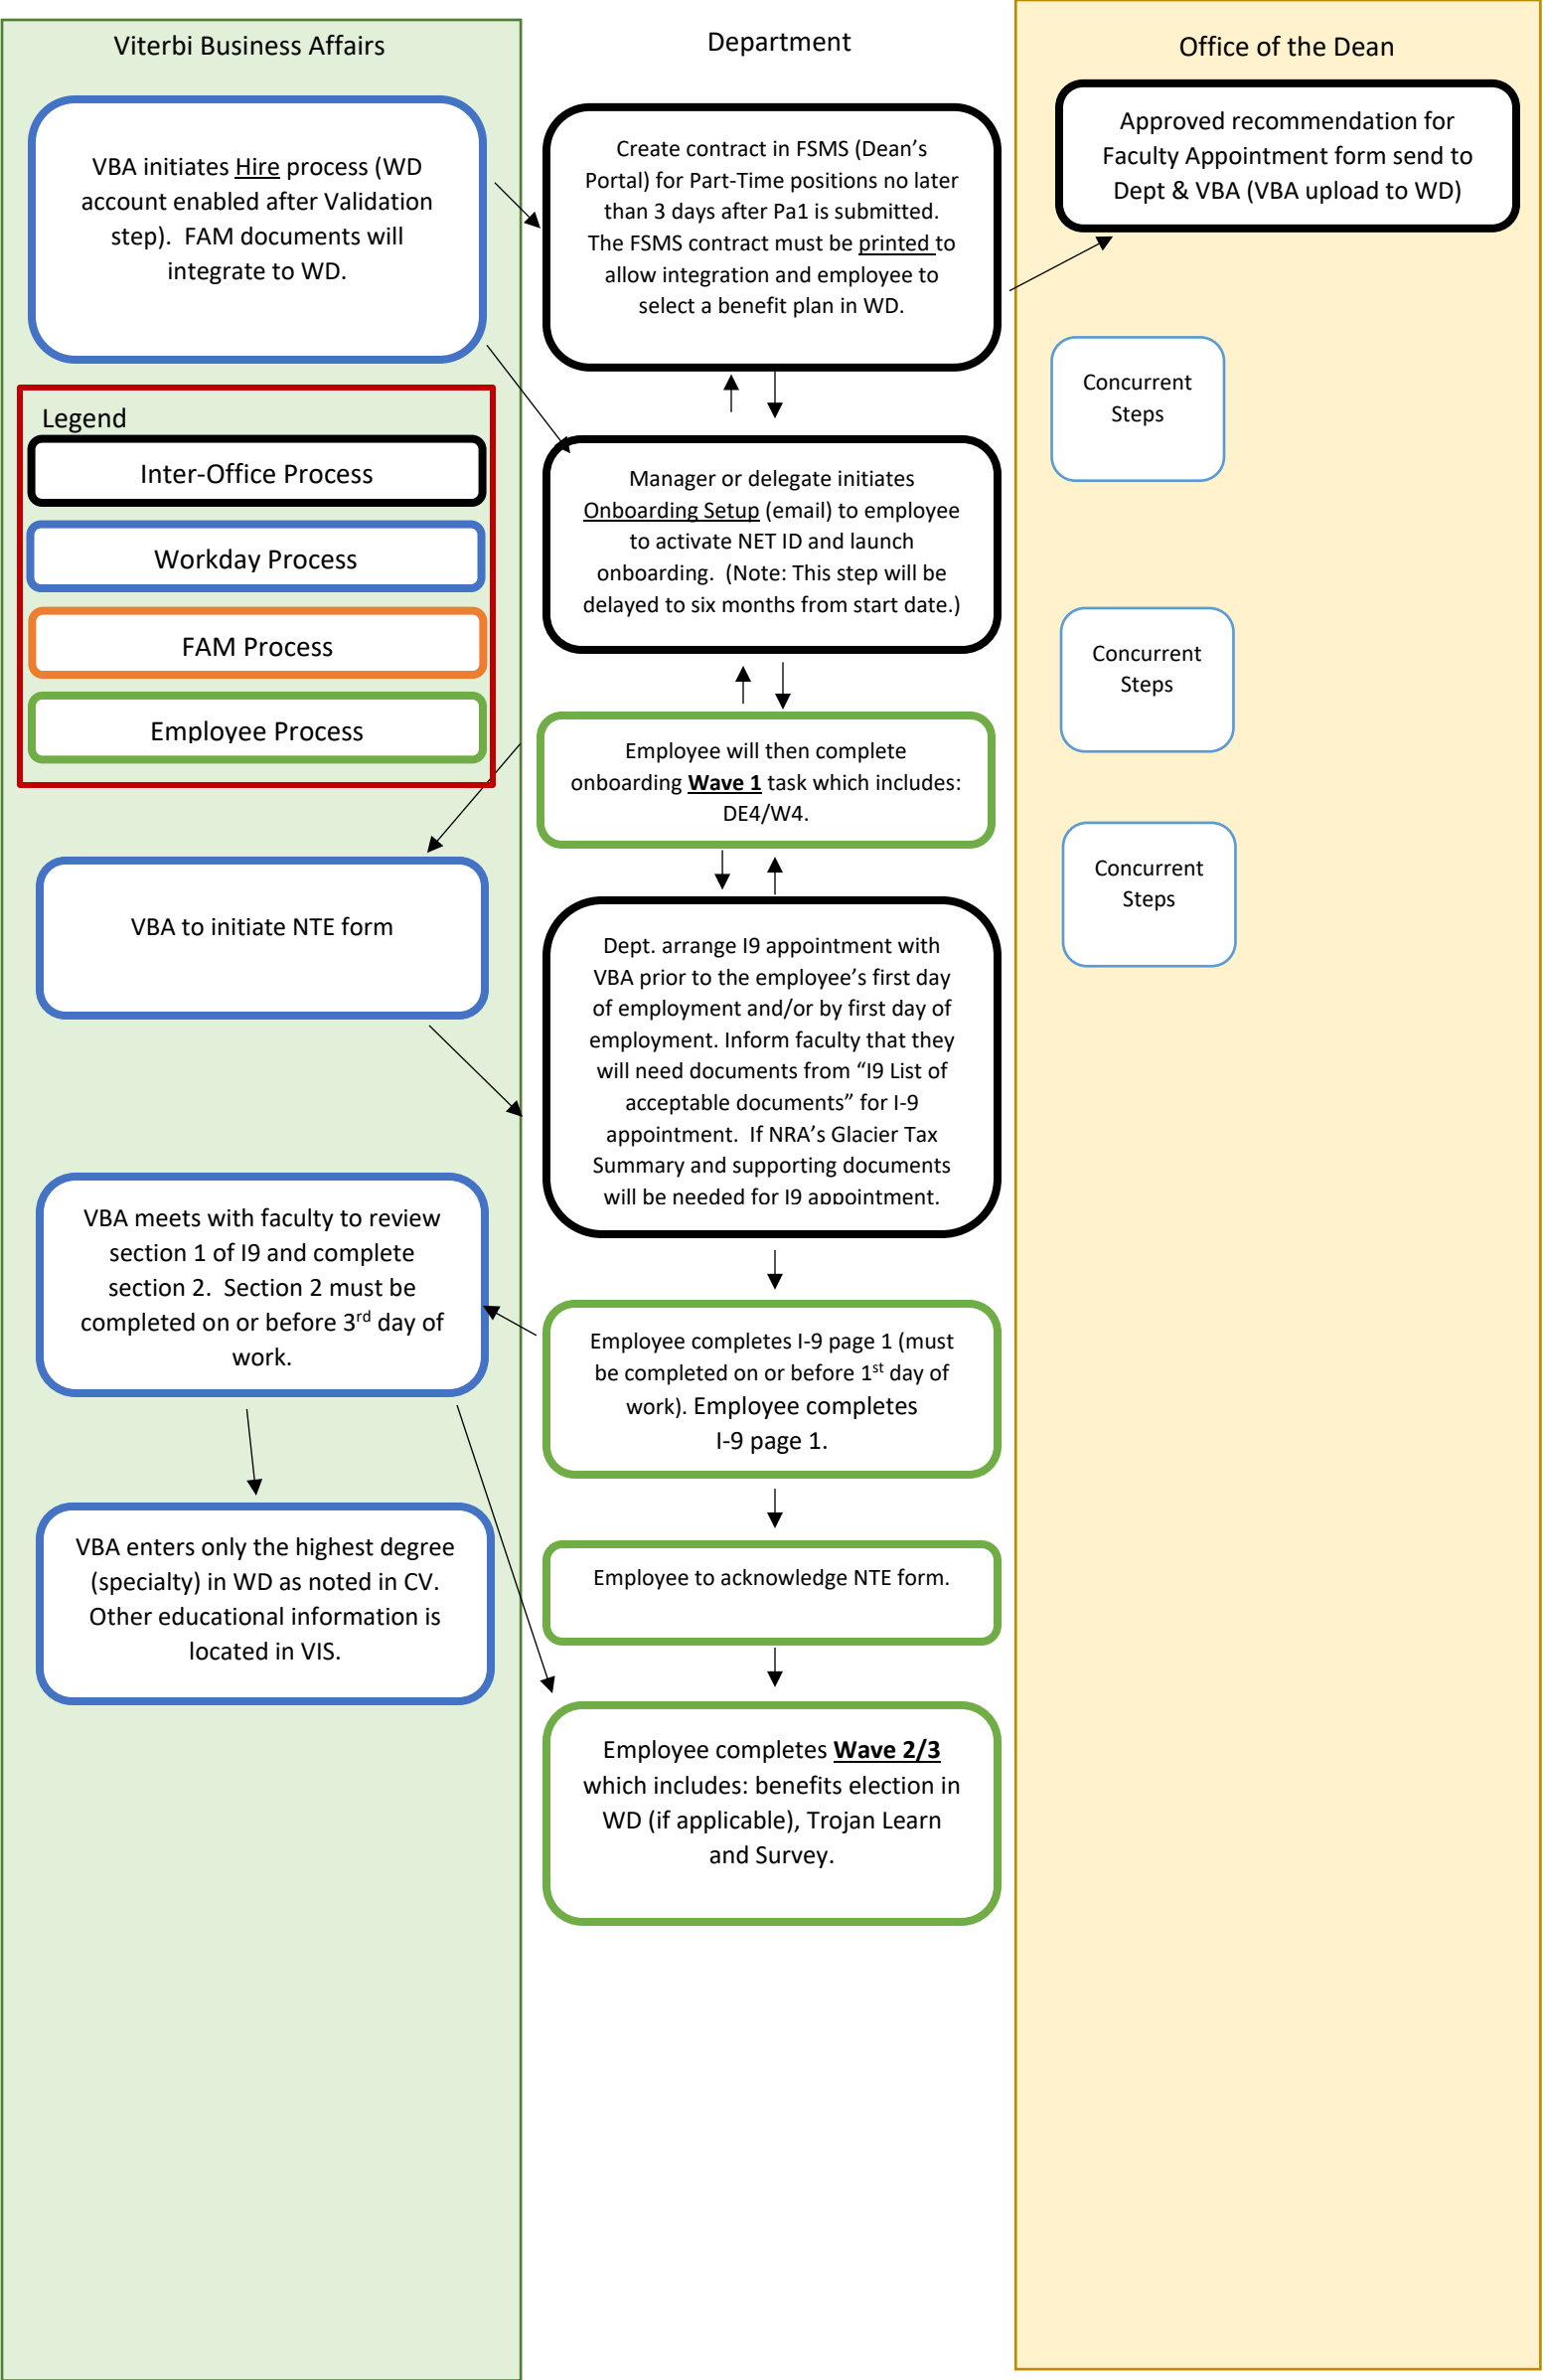 Viterbi Business Affairs
VBA initiates Hire process (WD
account enabled after Validation
step).  FAM documents will
integrate to WD.
Legend
Inter-Office Process
Workday Process
FAM Process
Employee Process
VBA to initiate NTE form
VBA meets with faculty to review
section 1 of I9 and complete
section 2.  Section 2 must be
completed on or before 3rd day of
work.
VBA enters only the highest degree
(specialty) in WD as noted in CV.
Other educational information is
located in VIS.
Department
Create contract in FSMS (Dean’s
Portal) for Part-Time positions no later
than 3 days after Pa1 is submitted.
The FSMS contract must be printed to
allow integration and employee to
select a benefit plan in WD.
Manager or delegate initiates
Onboarding Setup (email) to employee
to activate NET ID and launch
onboarding.  (Note: This step will be
delayed to six months from start date.)
Employee will then complete
onboarding Wave 1 task which includes:
DE4/W4.
Dept. arrange I9 appointment with
VBA prior to the employee’s first day
of employment and/or by first day of
employment. Inform faculty that they
will need documents from “I9 List of
acceptable documents” for I-9
appointment.  If NRA’s Glacier Tax
Summary and supporting documents
will be needed for I9 appointment.
Employee completes I-9 page 1 (must
be completed on or before 1st day of
work). Employee completes
I-9 page 1.
Employee to acknowledge NTE form.
Employee completes Wave 2/3
which includes: benefits election in
WD (if applicable), Trojan Learn
and Survey.
Office of the Dean
Approved recommendation for
Faculty Appointment form send to
Dept & VBA (VBA upload to WD)
Concurrent
Steps
Concurrent
Steps
Concurrent
Steps